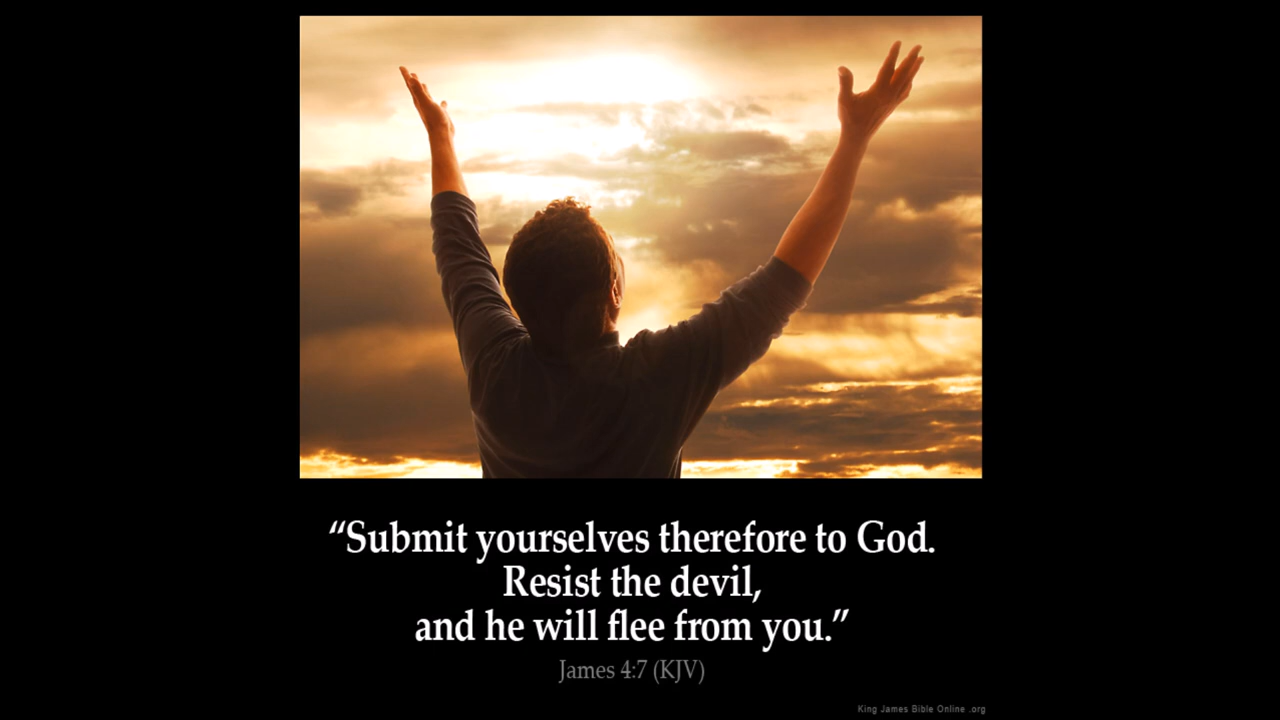 “Submit yourselves therefore to God.
Resist the devil,
and he will flee from you.”
James 4:7 (KJV)
King James Bible Online .org